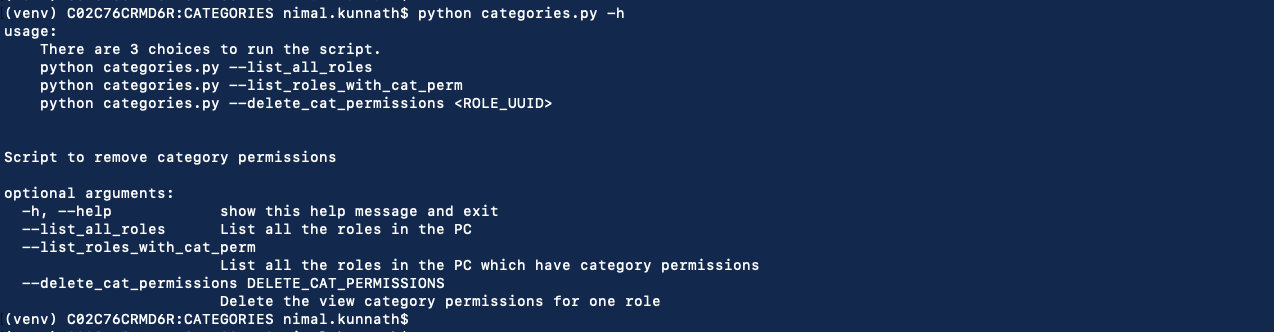 (venv) C02C76CRMD6R:CATEGORIES nimal.kunnath$ python categories.py -h
usage:
    There are 3 choices to run the script.
    python categories.py --list_all_roles
    python categories.py --list_roles_with_cat_perm
    python categories.py --delete_cat_permissions <ROLE_UUID>
Script to remove category permissions
optional arguments:
  -h, --help            show this help message and exit
  --list_all_roles      List all the roles in the PC
  --list_roles_with_cat_perm
                        List all the roles in the PC which have category permissions
  --delete_cat_permissions DELETE_CAT_PERMISSIONS
                        Delete the view category permissions for one role
(venv) C02C76CRMD6R:CATEGORIES nimal.kunnath$